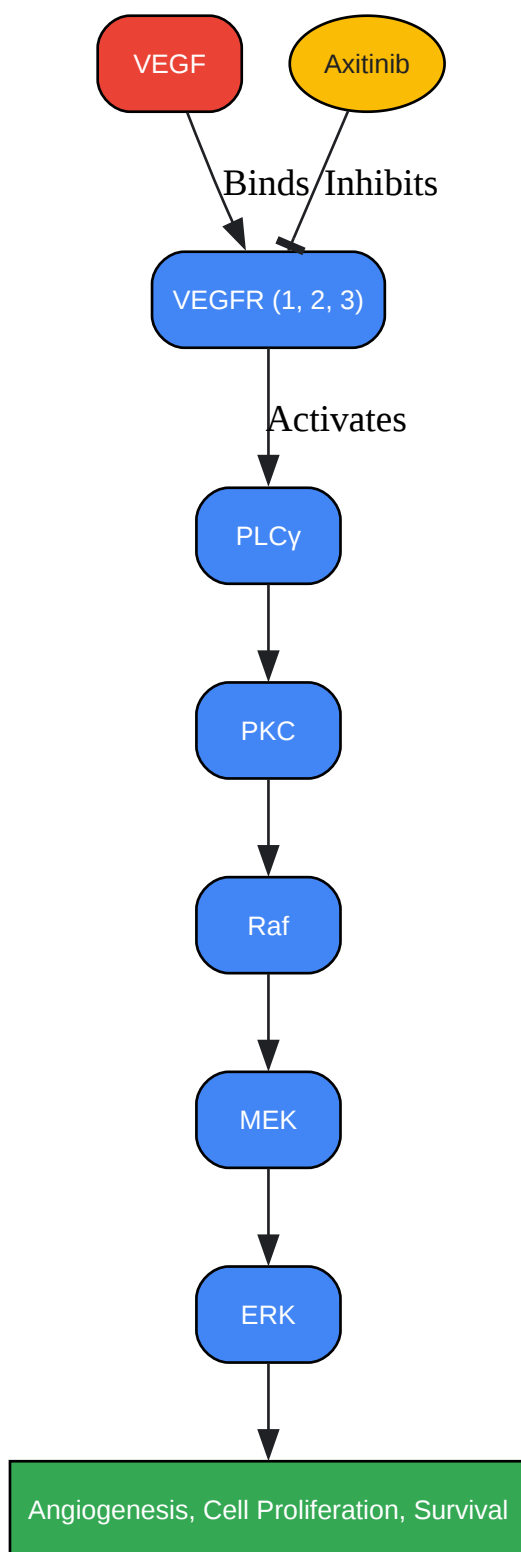 VEGF
Axitinib
Binds
Inhibits
VEGFR (1, 2, 3)
Activates
PLCγ
PKC
Raf
MEK
ERK
Angiogenesis, Cell Proliferation, Survival